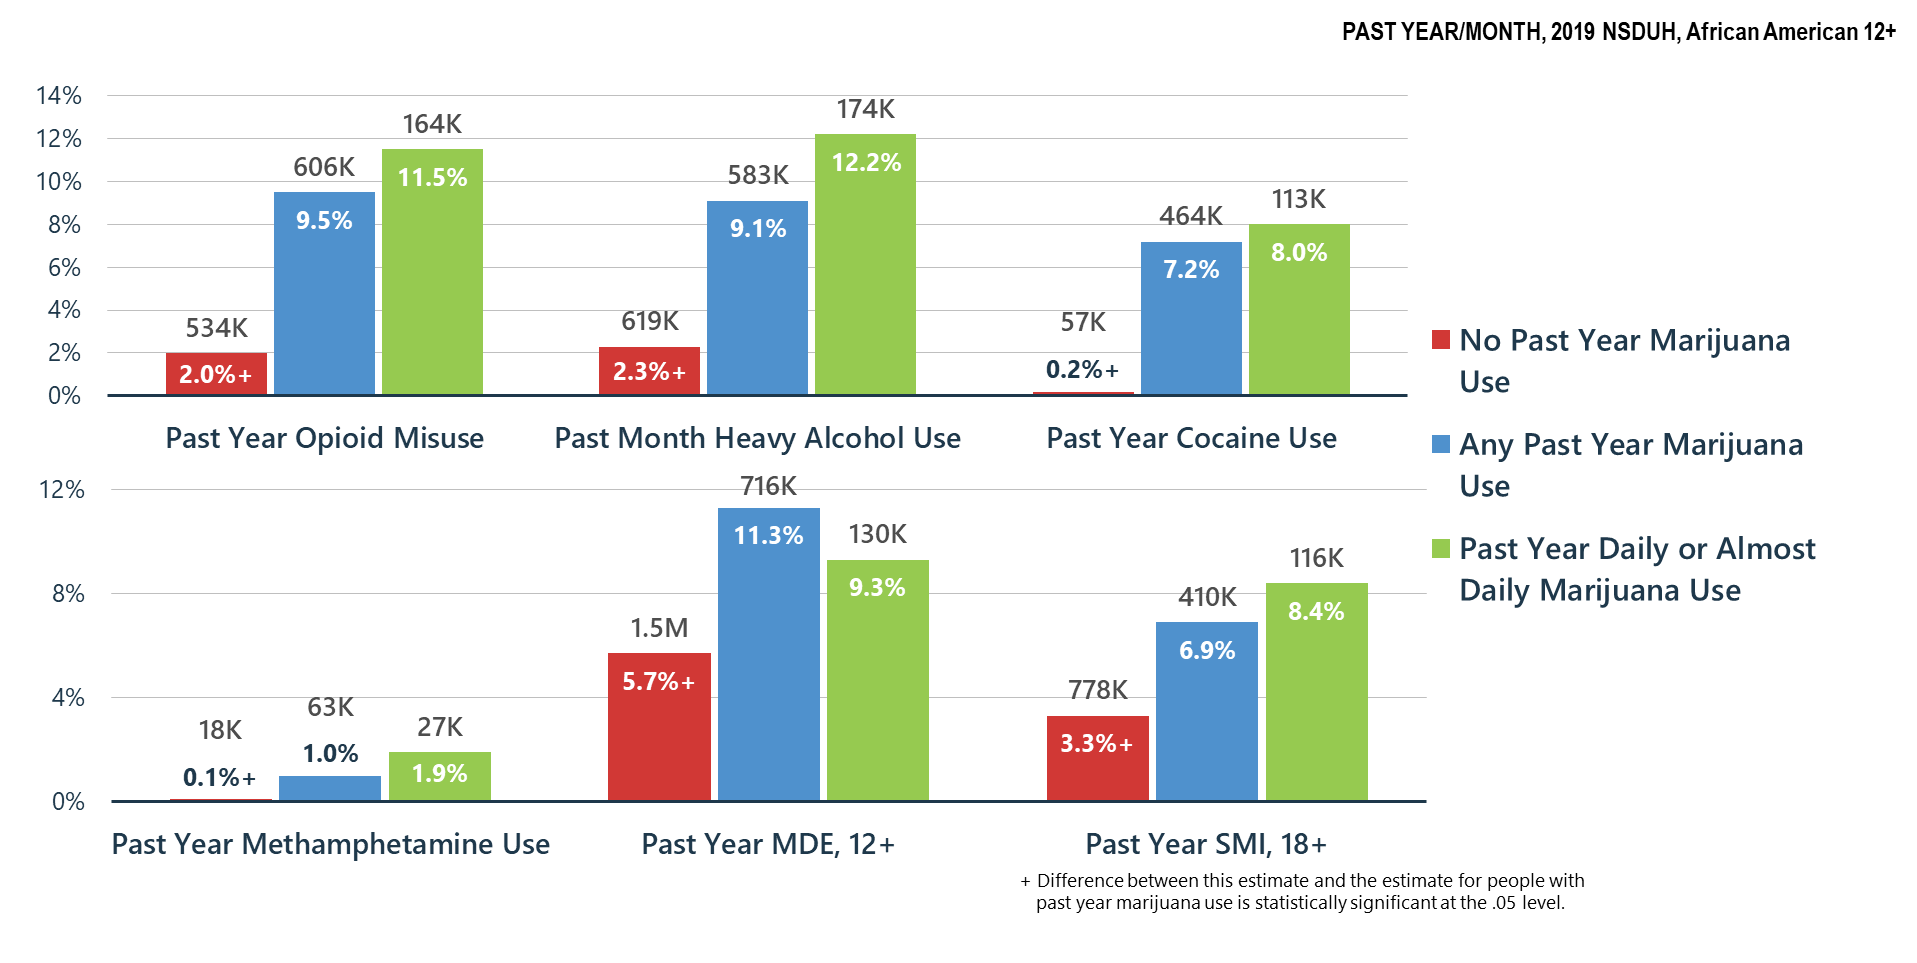 PAST YEAR/MONTH, 2019 NSDUH, African American 12+
14%
12%
10%
8%
6%
4%
2%
0%
534K
2.0%+
606K
9.5%
164K
11.5%
619K
2.3%+
583K
9.1%
174K
12.2%
57K
0.2%+
464K
7.2%
113K
8.0%
Past Year Opioid Misuse
Past Month Heavy Alcohol Use
Past Year Cocaine Use
12%
8%
4%
0%
18K
0.1%+
63K
1.0%
27K
1.9%
1.5M
5.7%+
716K
11.3%
130K
9.3%
778K
3.3%+
410K
6.9%
116K
8.4%
Past Year Methamphetamine Use
Past Year MDE, 12+
Past Year SMI, 18+
No Past Year Marijuana
Use
Any Past Year Marijuana
Use
Past Year Daily or Almost
Daily Marijuana Use
+ Difference between this estimate and the estimate for people with
past year marijuana use is statistically significant at the .05 level.